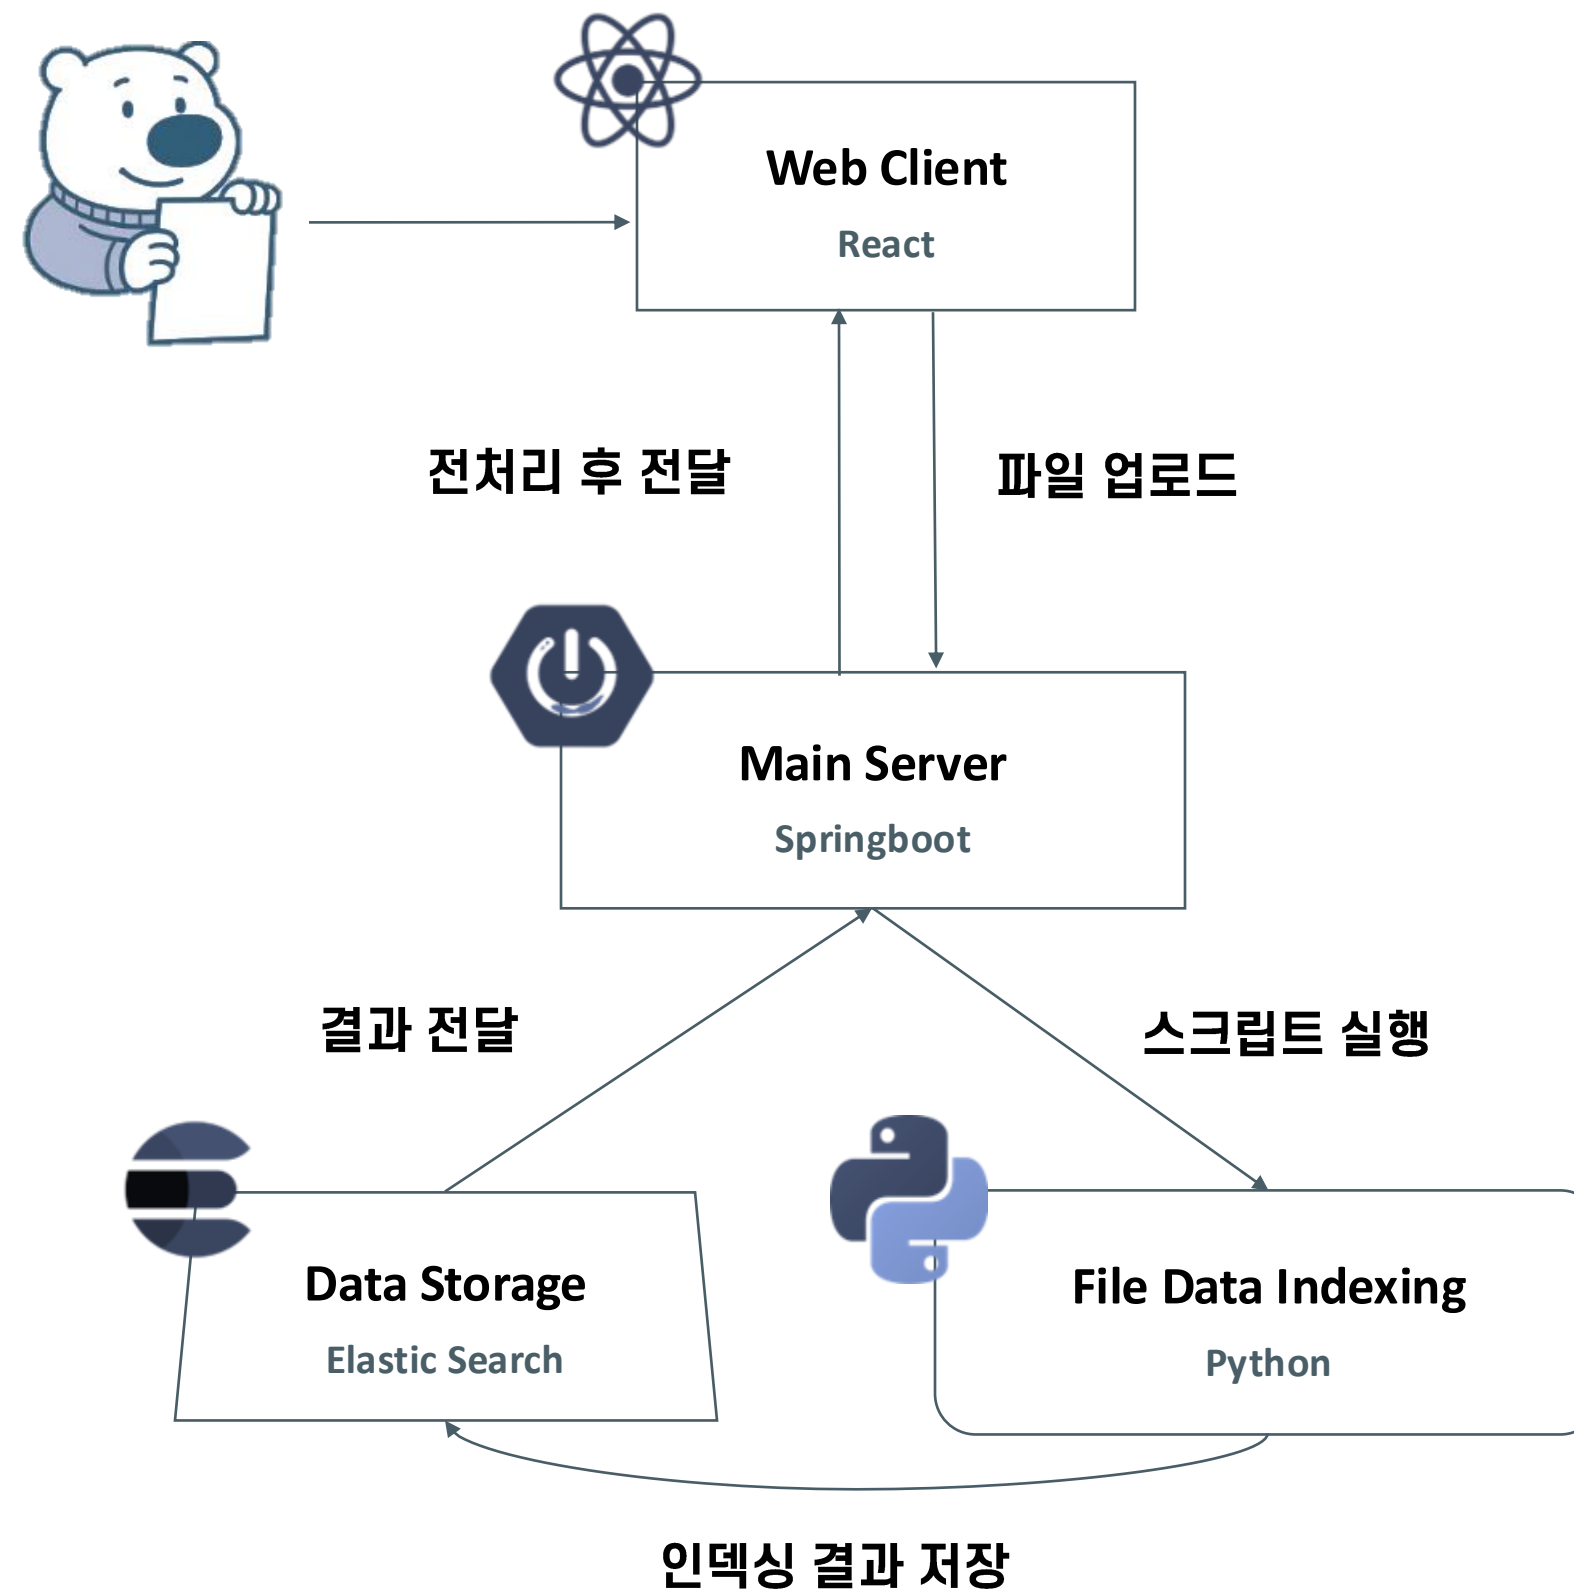 Web Client
React
전처리 후 전달
파일 업로드
Main Server
Springboot
결과 전달
스크립트 실행
Data Storage
Elastic Search
File Data Indexing
Python
인덱싱 결과 저장